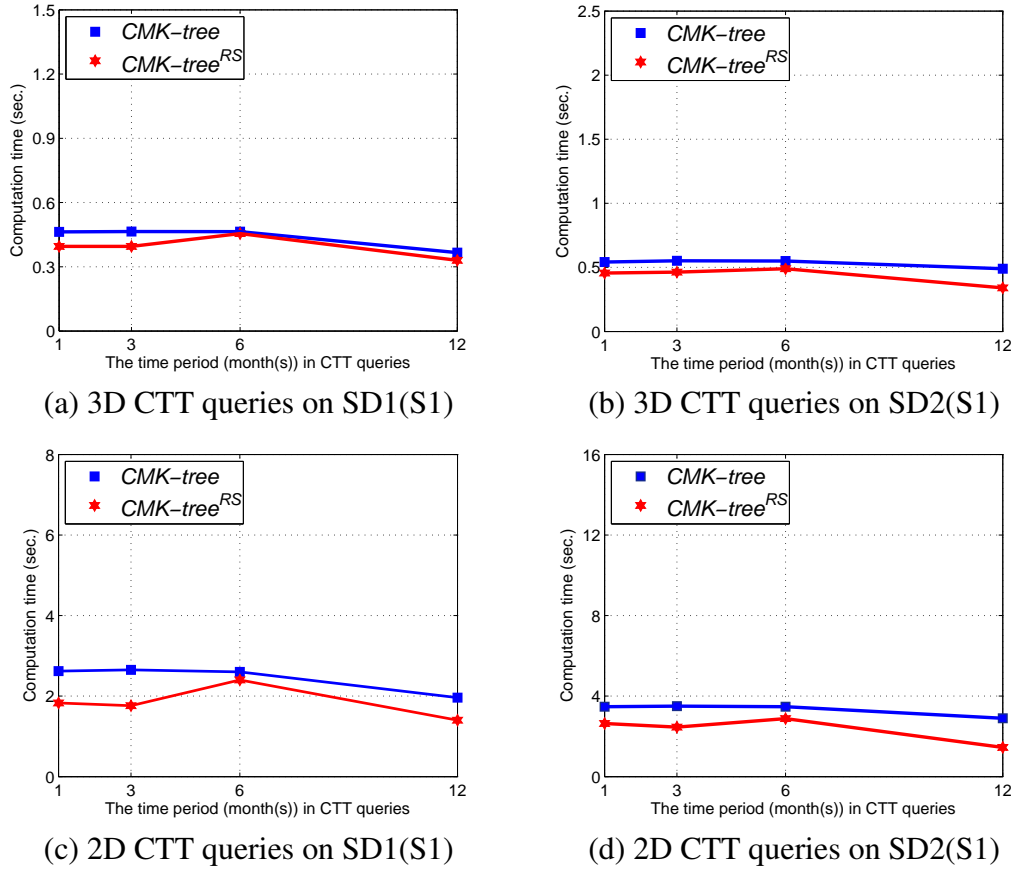 1.5
1.2
0.9
0.6
0.3
0
Computation time (sec.)
CMK-tree
CMK-tree^RS
1 3 6 12
The time period (month(s)) in CTT queries
(a) 3D CTT queries on SD1(S1)
2.5
2
1.5
1
0.5
0
Computation time (sec.)
CMK-tree
CMK-tree^RS
1 3 6 12
The time period (month(s)) in CTT queries
(b) 3D CTT queries on SD2(S1)
8
6
4
2
0
Computation time (sec.)
CMK-tree
CMK-tree^RS
1 3 6 12
The time period (month(s)) in CTT queries
(c) 2D CTT queries on SD1(S1)
16
12
8
4
0
Computation time (sec.)
CMK-tree
CMK-tree^RS
1 3 6 12
The time period (month(s)) in CTT queries
(d) 2D CTT queries on SD2(S1)